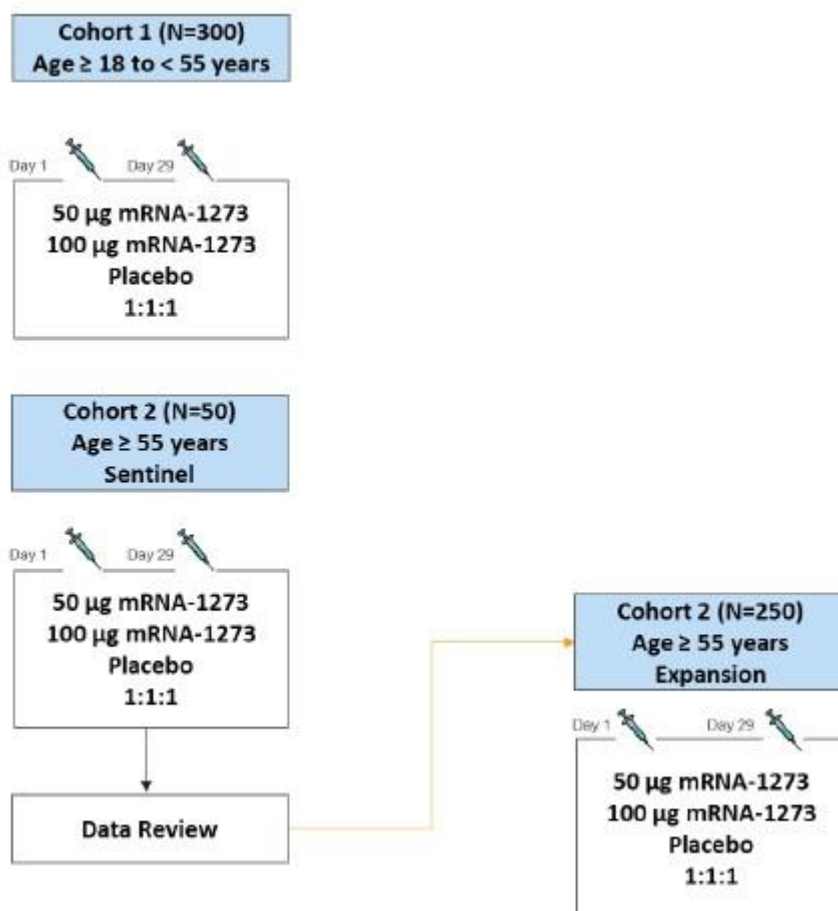 Cohort 1 (N=300)
Age ≥ 18 to < 55 years
Day 1
Day 29
50 µg mRNA-1273
100 µg mRNA-1273
Placebo
1:1:1
Cohort 2 (N=50)
Age ≥ 55 years
Sentinel
Day 1
Day 29
50 µg mRNA-1273
100 µg mRNA-1273
Placebo
1:1:1
Data Review
Cohort 2 (N=250)
Age ≥ 55 years
Expansion
Day 1
Day 29
50 µg mRNA-1273
100 µg mRNA-1273
Placebo
1:1:1